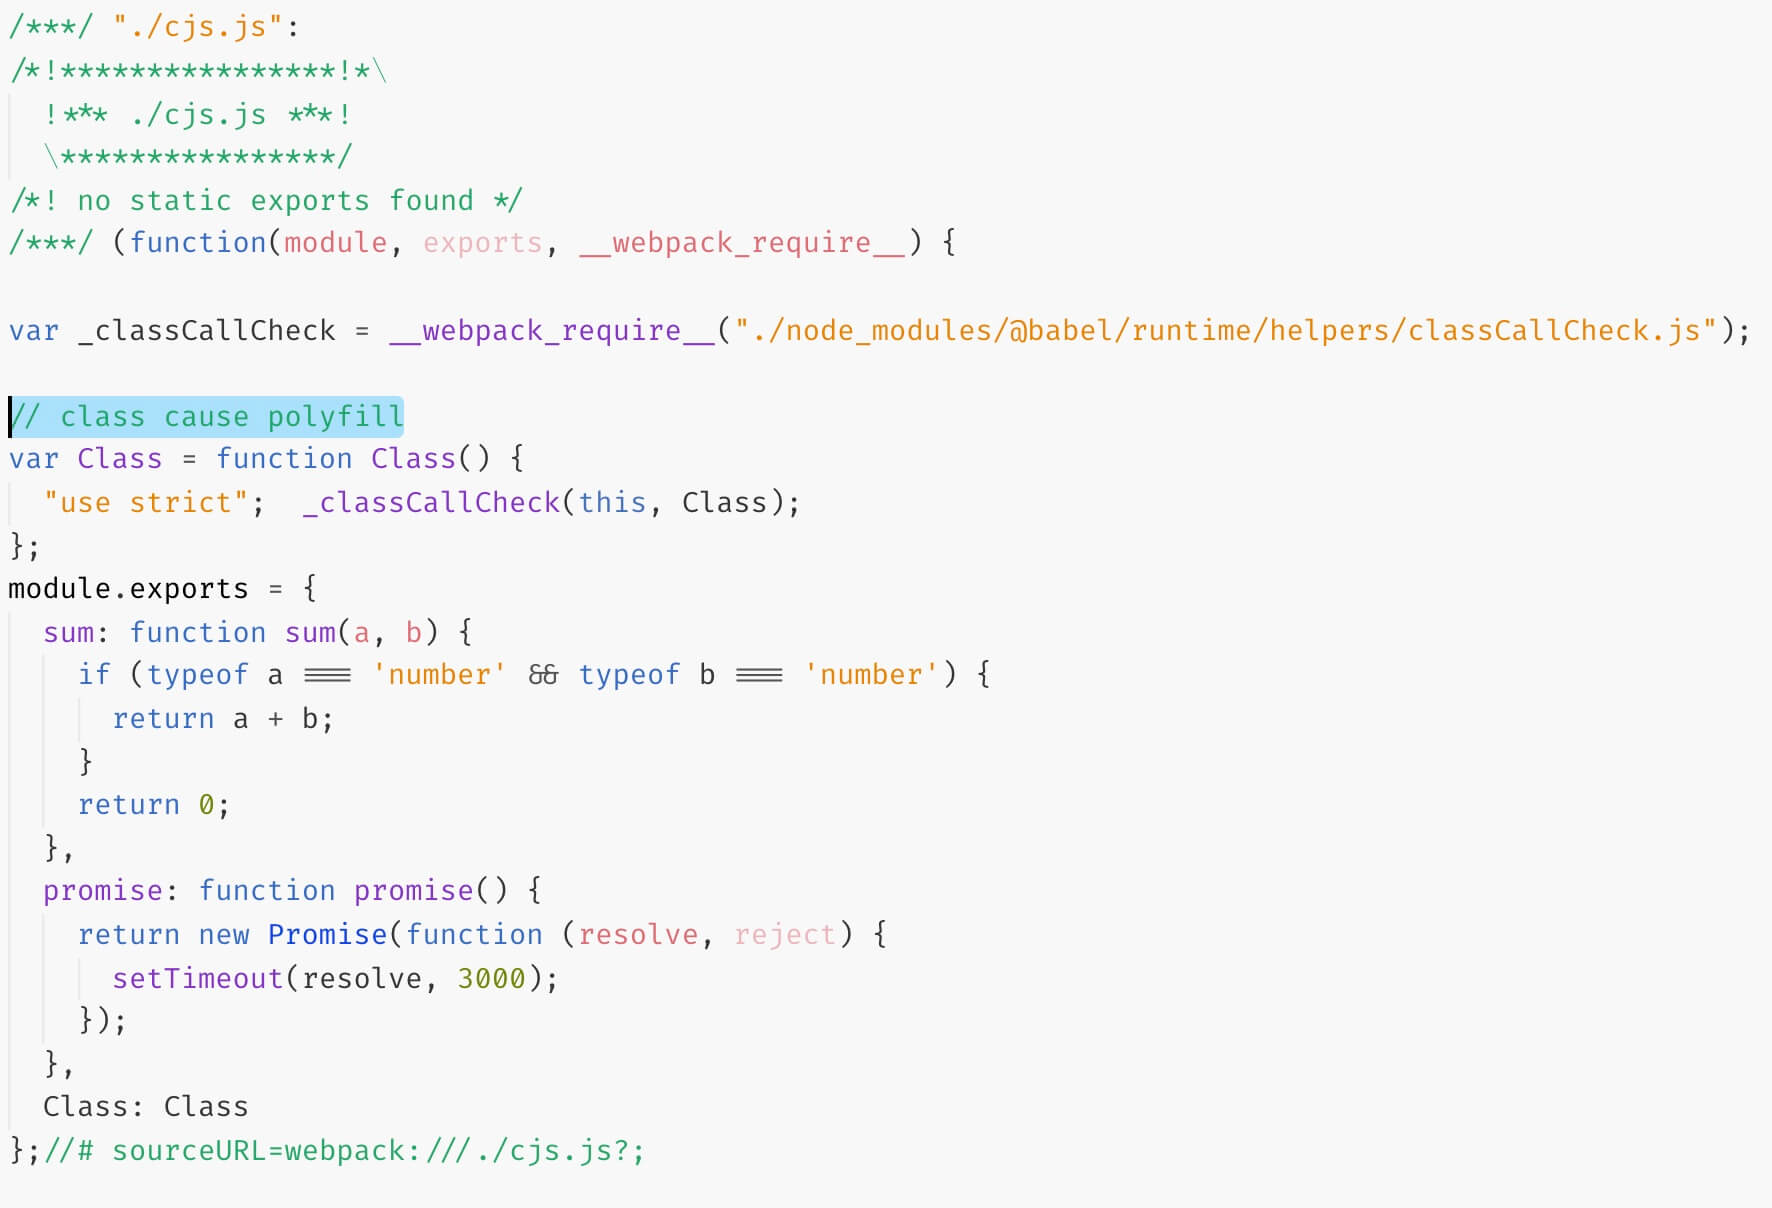 /***/ "./cjs.js":
/*!****************!*\
  !*** ./cjs.js ***!
  \****************/
/*! no static exports found */
/***/ (function(module, exports, __webpack_require__) {

var _classCallCheck = __webpack_require__("./node_modules/@babel/runtime/helpers/classCallCheck.js");

// class cause polyfill
var Class = function Class() {
  "use strict";  _classCallCheck(this, Class);
};
module.exports = {
  sum: function sum(a, b) {
    if (typeof a === 'number' && typeof b === 'number') {
      return a + b;
    }
    return 0;
  },
  promise: function promise() {
    return new Promise(function (resolve, reject) {
      setTimeout(resolve, 3000);
    });
  },
  Class: Class
};//# sourceURL=webpack:///./cjs.js?;